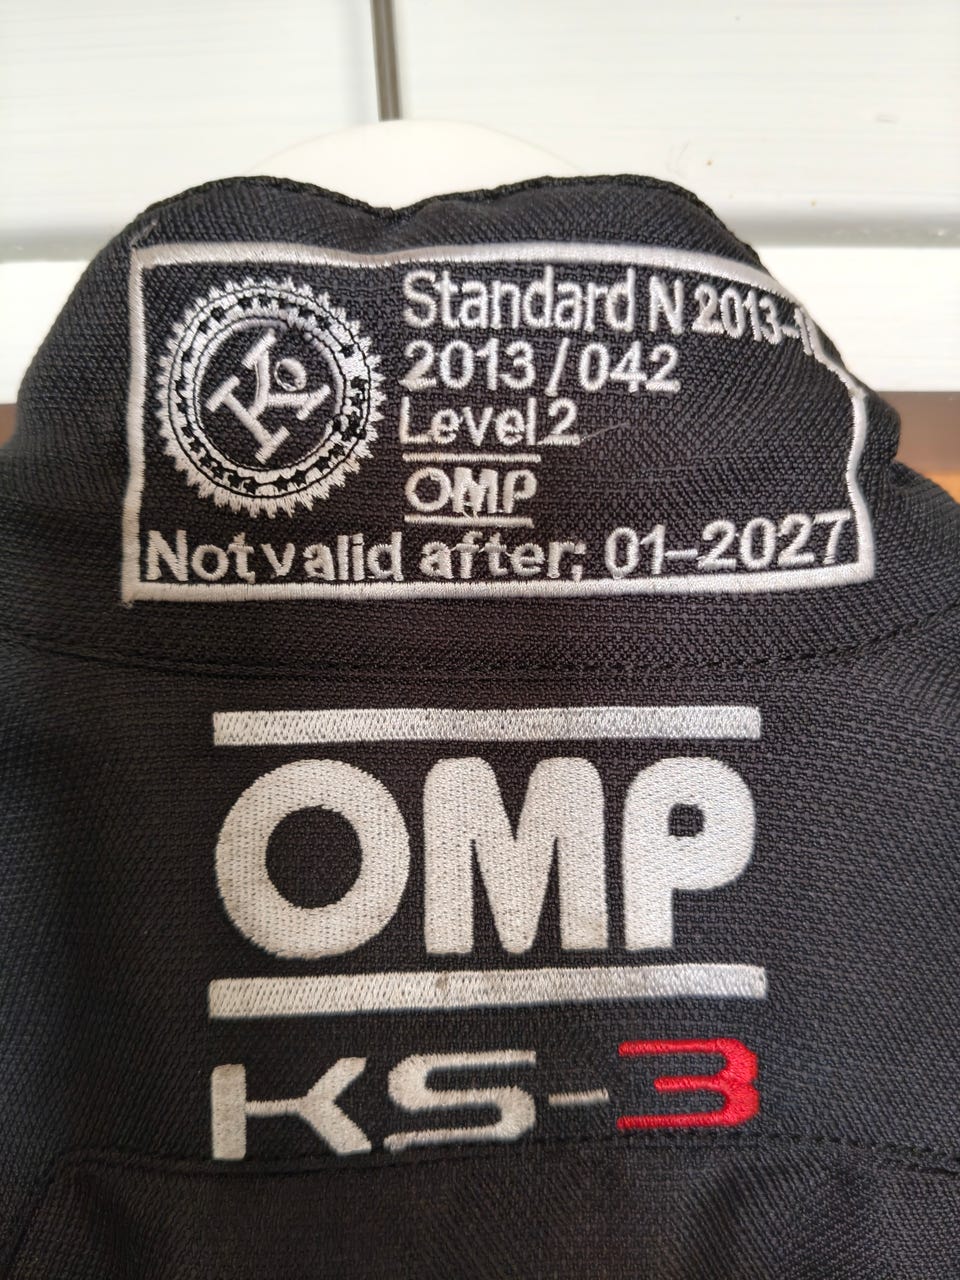 Standard N 2013-1
2013/042
Level 2
OMP
Not valid after: 01-2027
OMP
KS-3